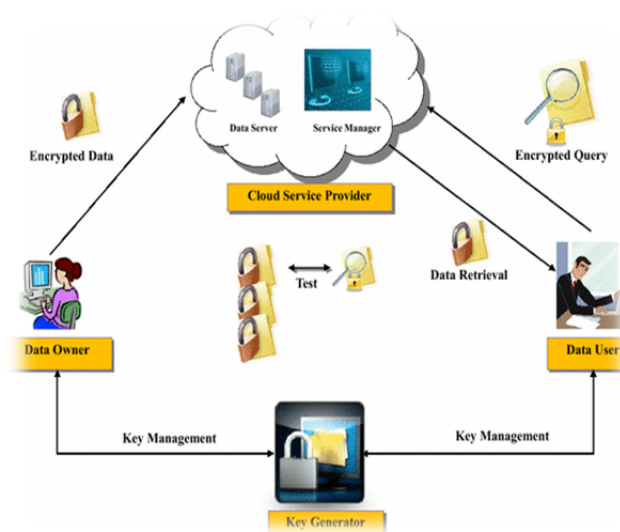 Data Server
Service Manager
Encrypted Data
Encrypted Query
Cloud Service Provider
Test
Data Retrieval
Data Owner
Data User
Key Management
Key Management
Key Generator